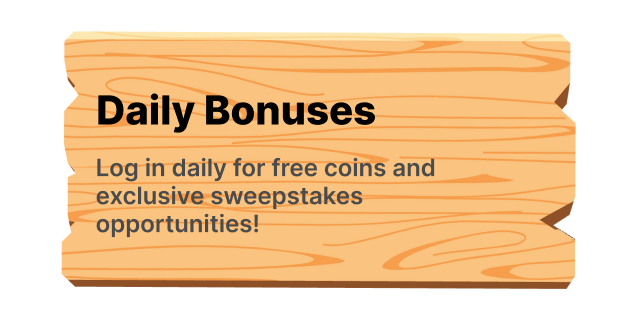 Daily Bonuses
Log in daily for free coins and
exclusive sweepstakes
opportunities!